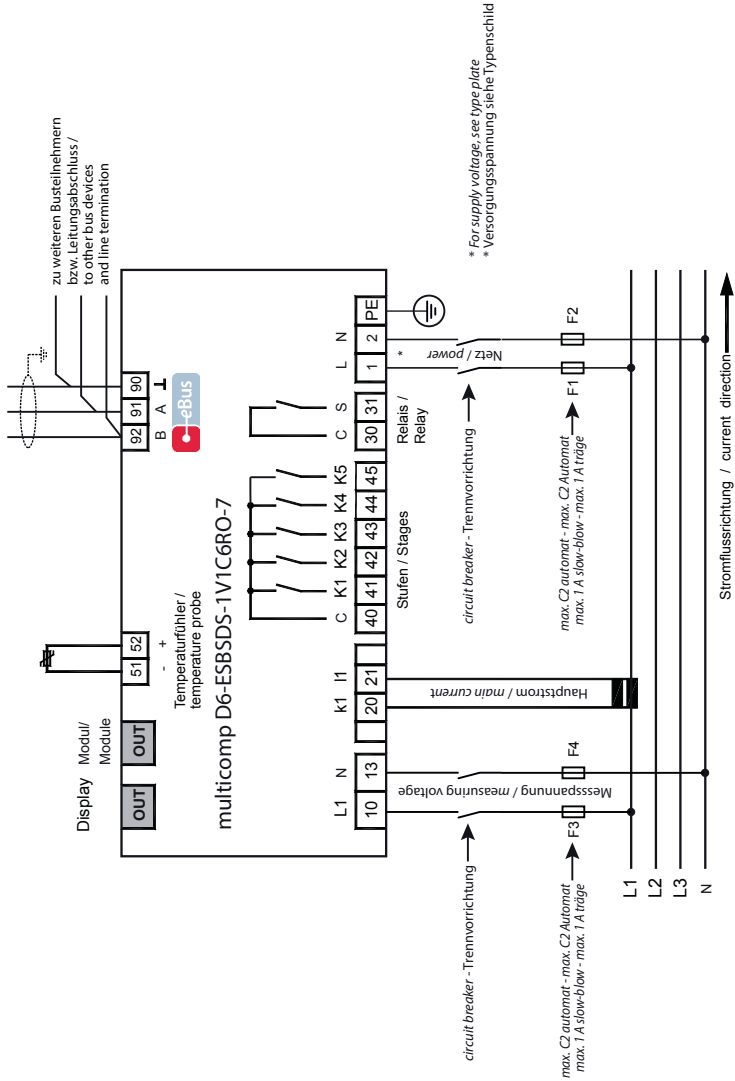 zu weiteren Busteilnehmern
bzw. Leitungsabschluss /
to other bus devices
and line termination
92 91 90
B A ⊥
eBus
51 52
- +
Temperaturfühler /
temperature probe
Display
Modul/
Module
OUT OUT
multicomp D6-ESBSDS-1V1C6RO-7
L1 N k1 l1 C K1 K2 K3 K4 K5 C S L N
10 13 20 21 40 41 42 43 44 45 30 31 1 2 PE
Stufen / Stages
Relais /
Relay
*
Netz / power
* For supply voltage, see type plate
* Versorgungsspannung siehe Typenschild
Messspannung / measuring voltage
Hauptstrom / main current
circuit breaker - Trennvorrichtung
circuit breaker - Trennvorrichtung
F3 F4 F1 F2
max. C2 automat - max. C2 Automat
max. 1 A slow-blow - max. 1 A träge
max. C2 automat - max. C2 Automat
max. 1 A slow-blow - max. 1 A träge
L1
L2
L3
N
Stromflussrichtung / current direction